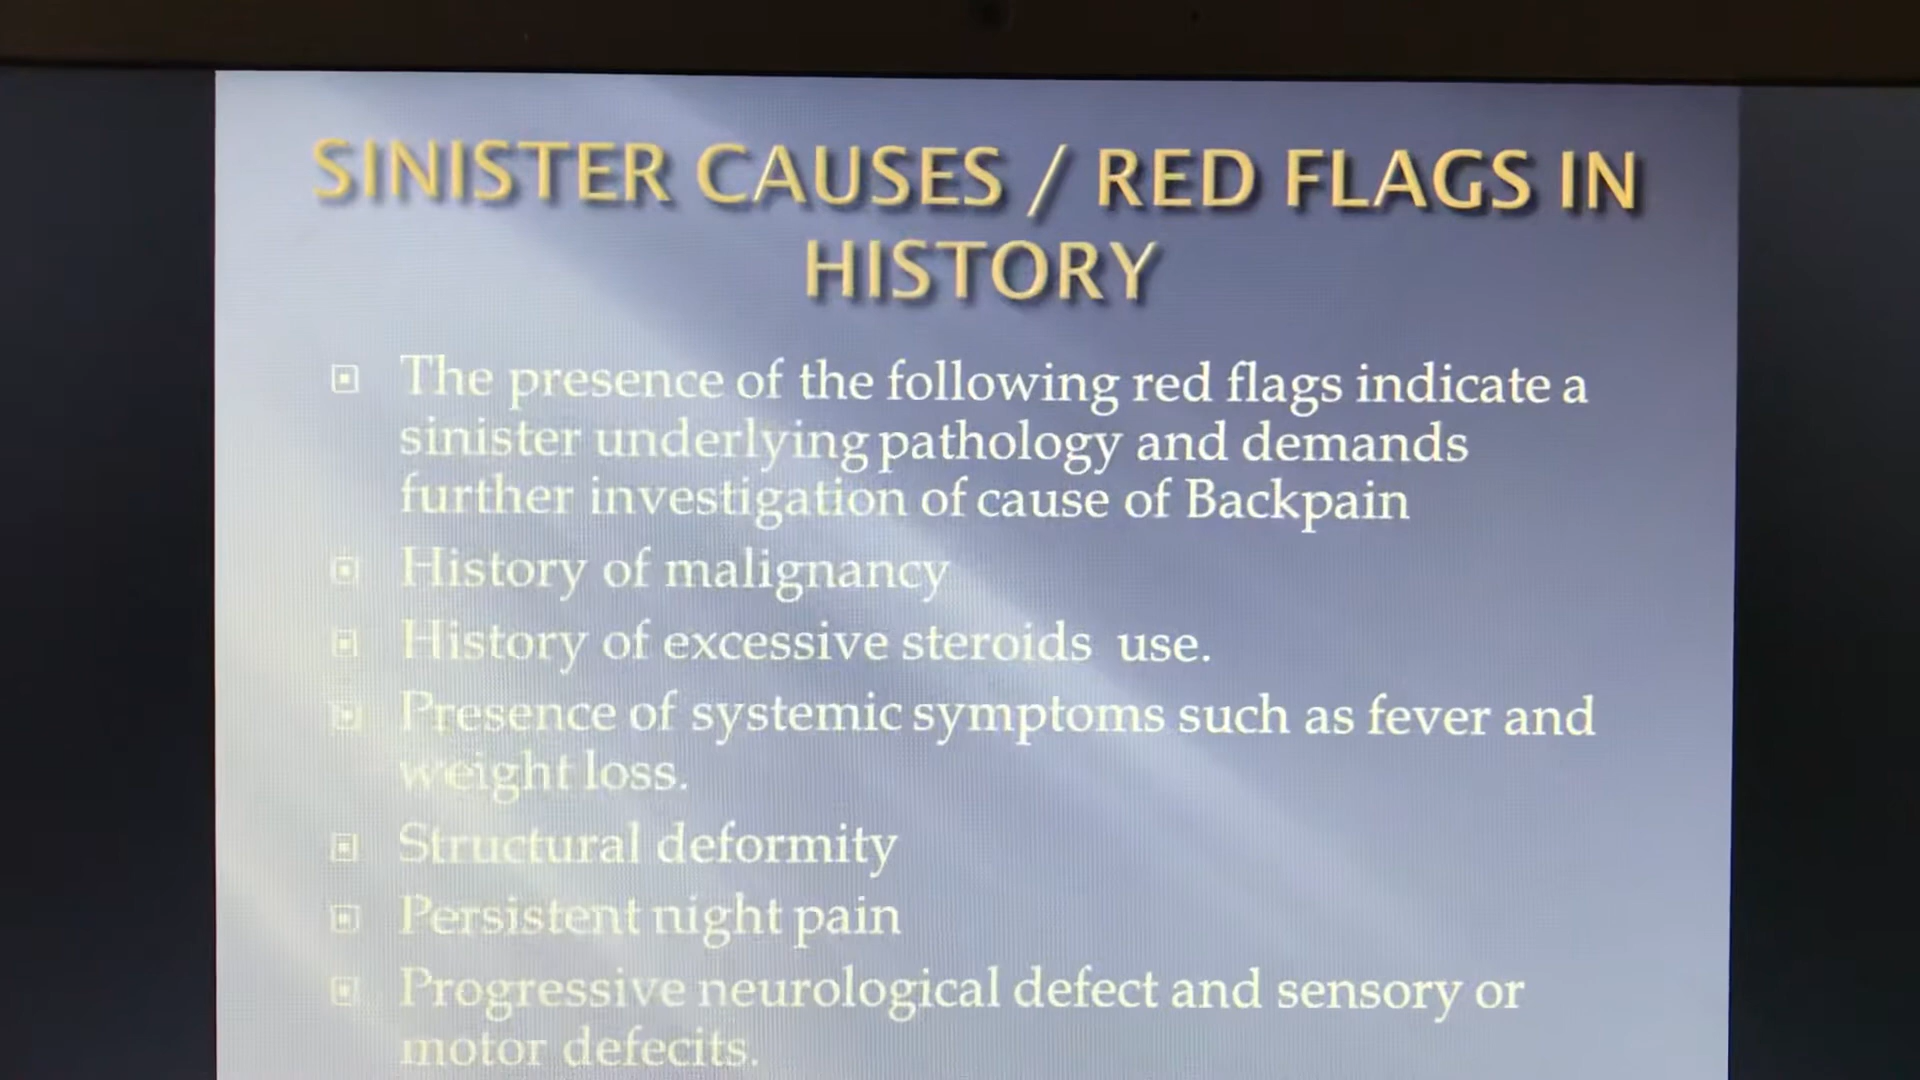 SINISTER CAUSES / RED FLAGS IN
HISTORY
The presence of the following red flags indicate a
sinister underlying pathology and demands
further investigation of cause of Backpain
History of malignancy
History of excessive steroids use.
Presence of systemic symptoms such as fever and
weight loss.
Structural deformity
Persistent night pain
Progressive neurological defect and sensory or
motor defecits.